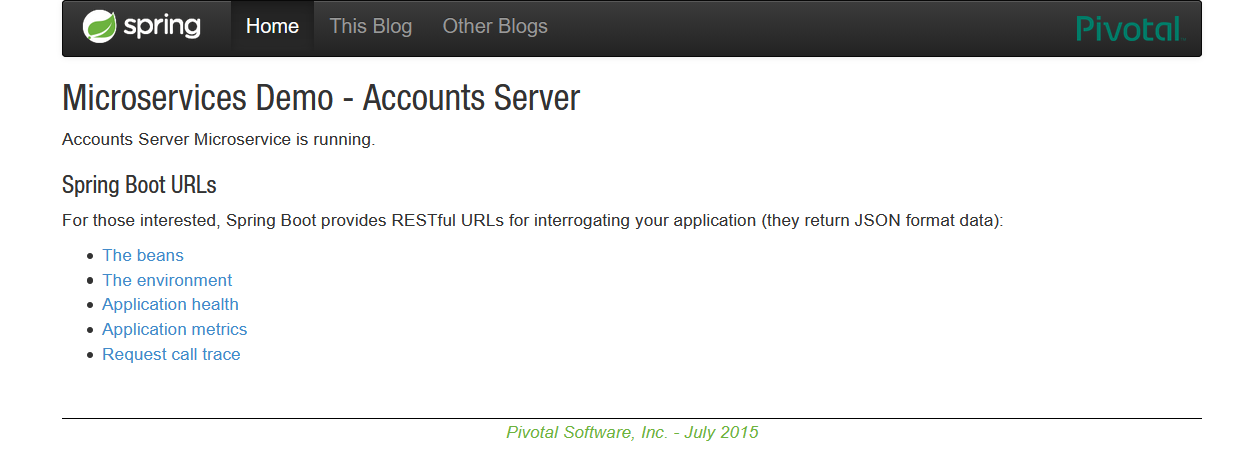 spring Home This Blog Other Blogs Pivotal
Microservices Demo - Accounts Server
Accounts Server Microservice is running.
Spring Boot URLs
For those interested, Spring Boot provides RESTful URLs for interrogating your application (they return JSON format data):
The beans
The environment
Application health
Application metrics
Request call trace
Pivotal Software, Inc. - July 2015